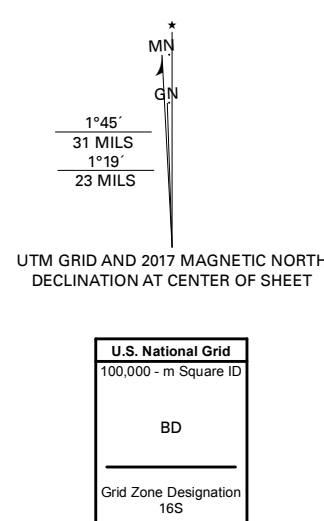 ★
MN
GN
1°45´
31 MILS
1°19´
23 MILS
UTM GRID AND 2017 MAGNETIC NORTH
DECLINATION AT CENTER OF SHEET
U.S. National Grid
100,000 - m Square ID
BD
Grid Zone Designation
16S